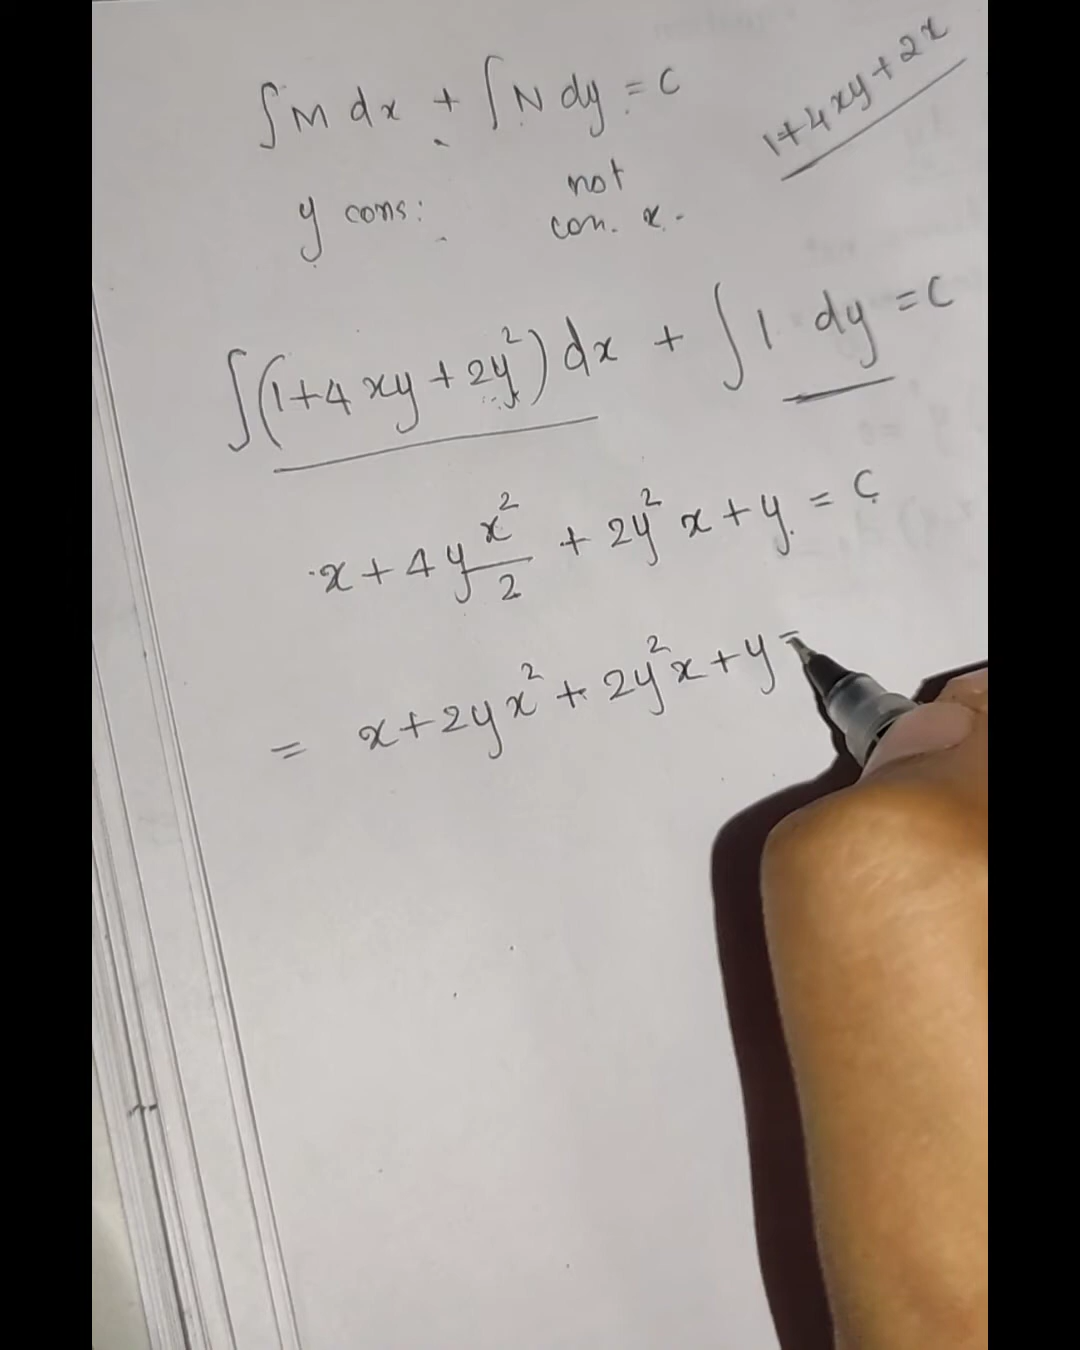 ∫M dx + ∫N dy = C
y cons: not con. x.
1+4xy+2x
∫(1+4xy+2y²)dx + ∫1 dy = C
x+4y x²/2 + 2y²x+y = C
= x+2yx²+2y²x+y=